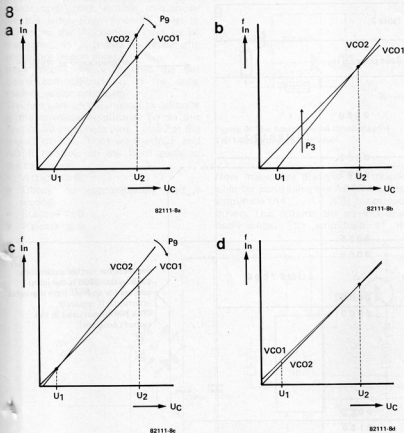 8
a
f
ln
VCO2
P9
VCO1
U1
U2
UC
82111-8a
b
f
ln
VCO2
VCO1
P3
U1
U2
UC
82111-8b
c
f
ln
P9
VCO2
VCO1
U1
U2
UC
82111-8c
d
f
ln
VCO1
VCO2
U1
U2
UC
82111-8d